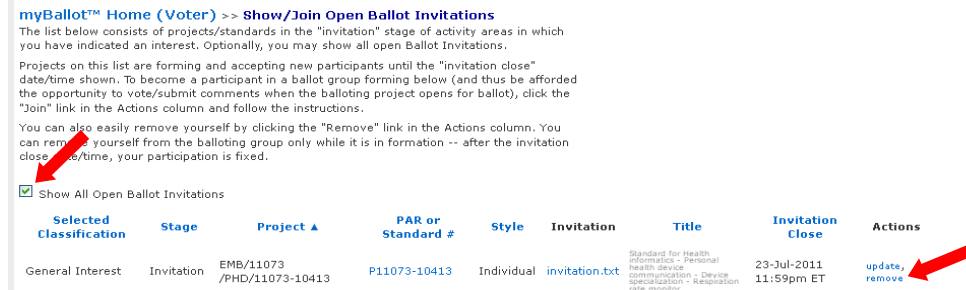 myBallot™ Home (Voter) >> Show/Join Open Ballot Invitations
The list below consists of projects/standards in the "invitation" stage of activity areas in which
you have indicated an interest. Optionally, you may show all open Ballot Invitations.
Projects on this list are forming and accepting new participants until the "invitation close"
date/time shown. To become a participant in a ballot group forming below (and thus be afforded
the opportunity to vote/submit comments when the balloting project opens for ballot), click the
"Join" link in the Actions column and follow the instructions.
You can also easily remove yourself by clicking the "Remove" link in the Actions column. You
can remove yourself from the balloting group only while it is in formation -- after the invitation
close date/time, your participation is fixed.
Show All Open Ballot Invitations
Selected Classification Stage Project ▲ PAR or Standard # Style Invitation Title Invitation Close Actions
General Interest Invitation EMB/11073 /PHD/11073-10413 P11073-10413 Individual invitation.txt Standard for Health informatics - Personal health device communication - Device specialization - Respiration rate monitor 23-Jul-2011 11:59pm ET update, remove